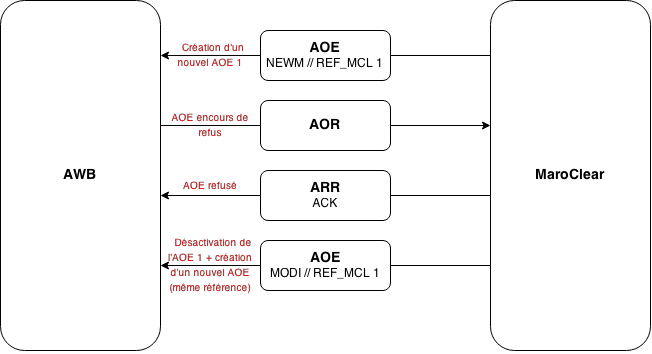 AWB
MaroClear
Création d'un
nouvel AOE 1
AOE
NEWM // REF_MCL 1
AOE encours de
refus
AOR
AOE refusé
ARR
ACK
Désactivation de
l'AOE 1 + création
d'un nouvel AOE
(même référence)
AOE
MODI // REF_MCL 1